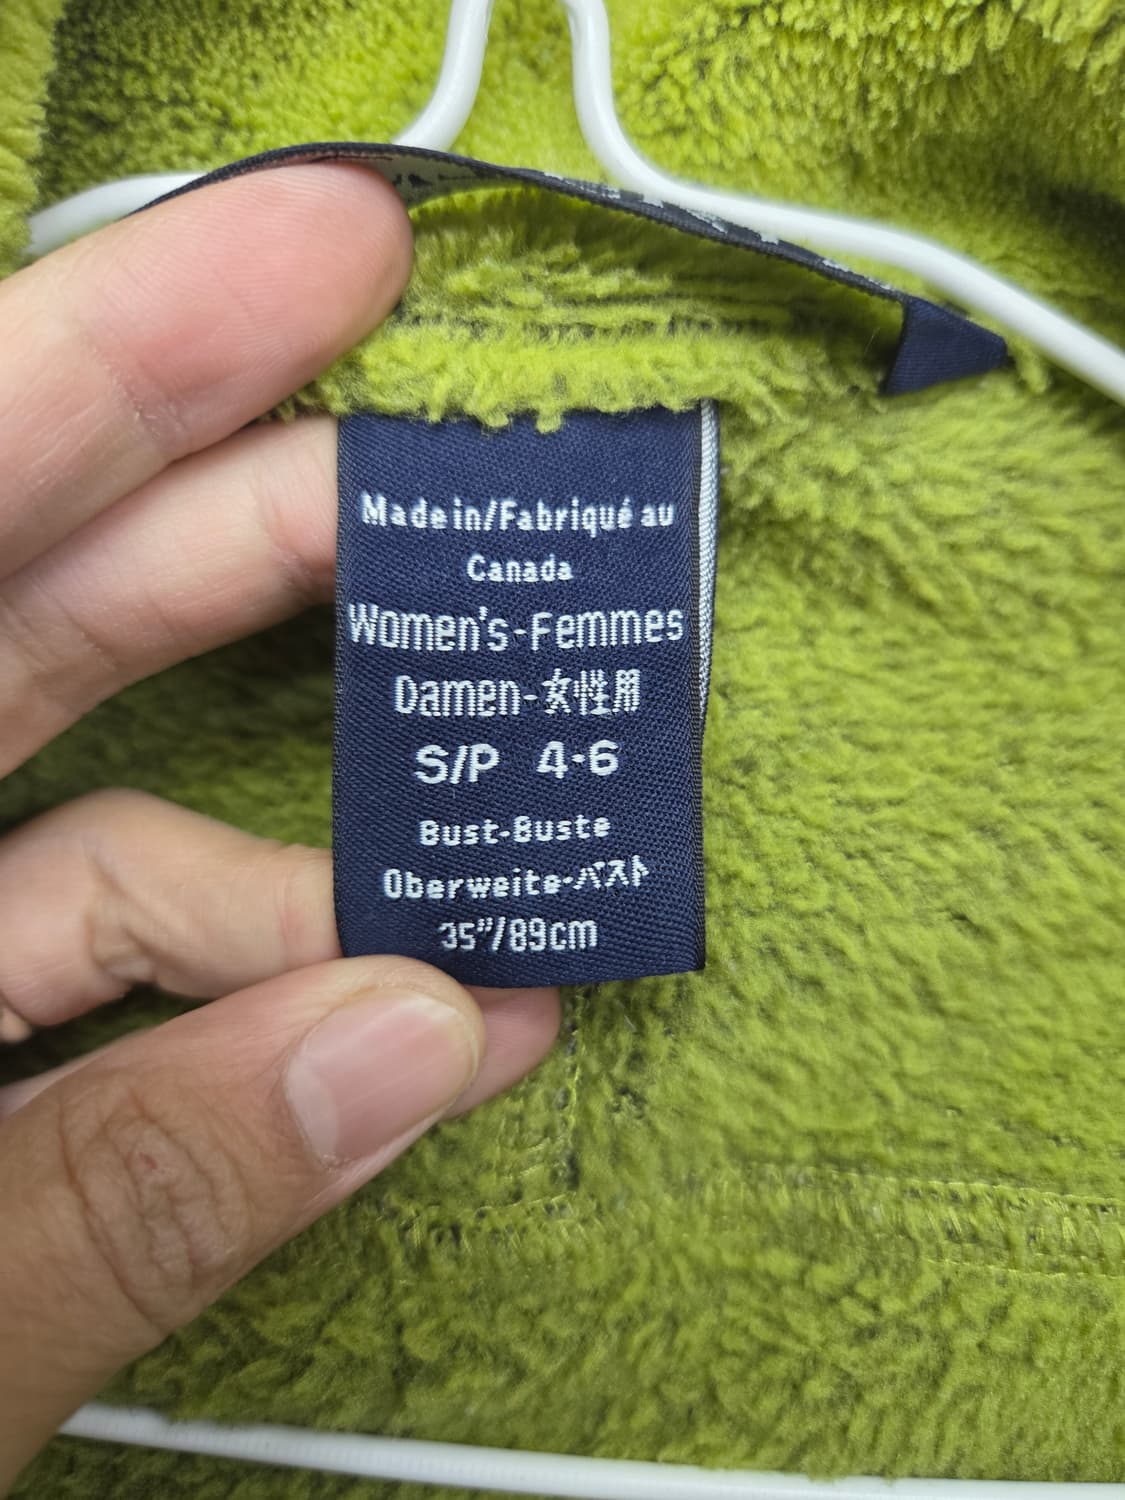 Made in/Fabriqué au
Canada
Women's-Femmes
Damen-女性用
S/P 4-6
Bust-Buste
Oberweite-バスト
35"/89cm